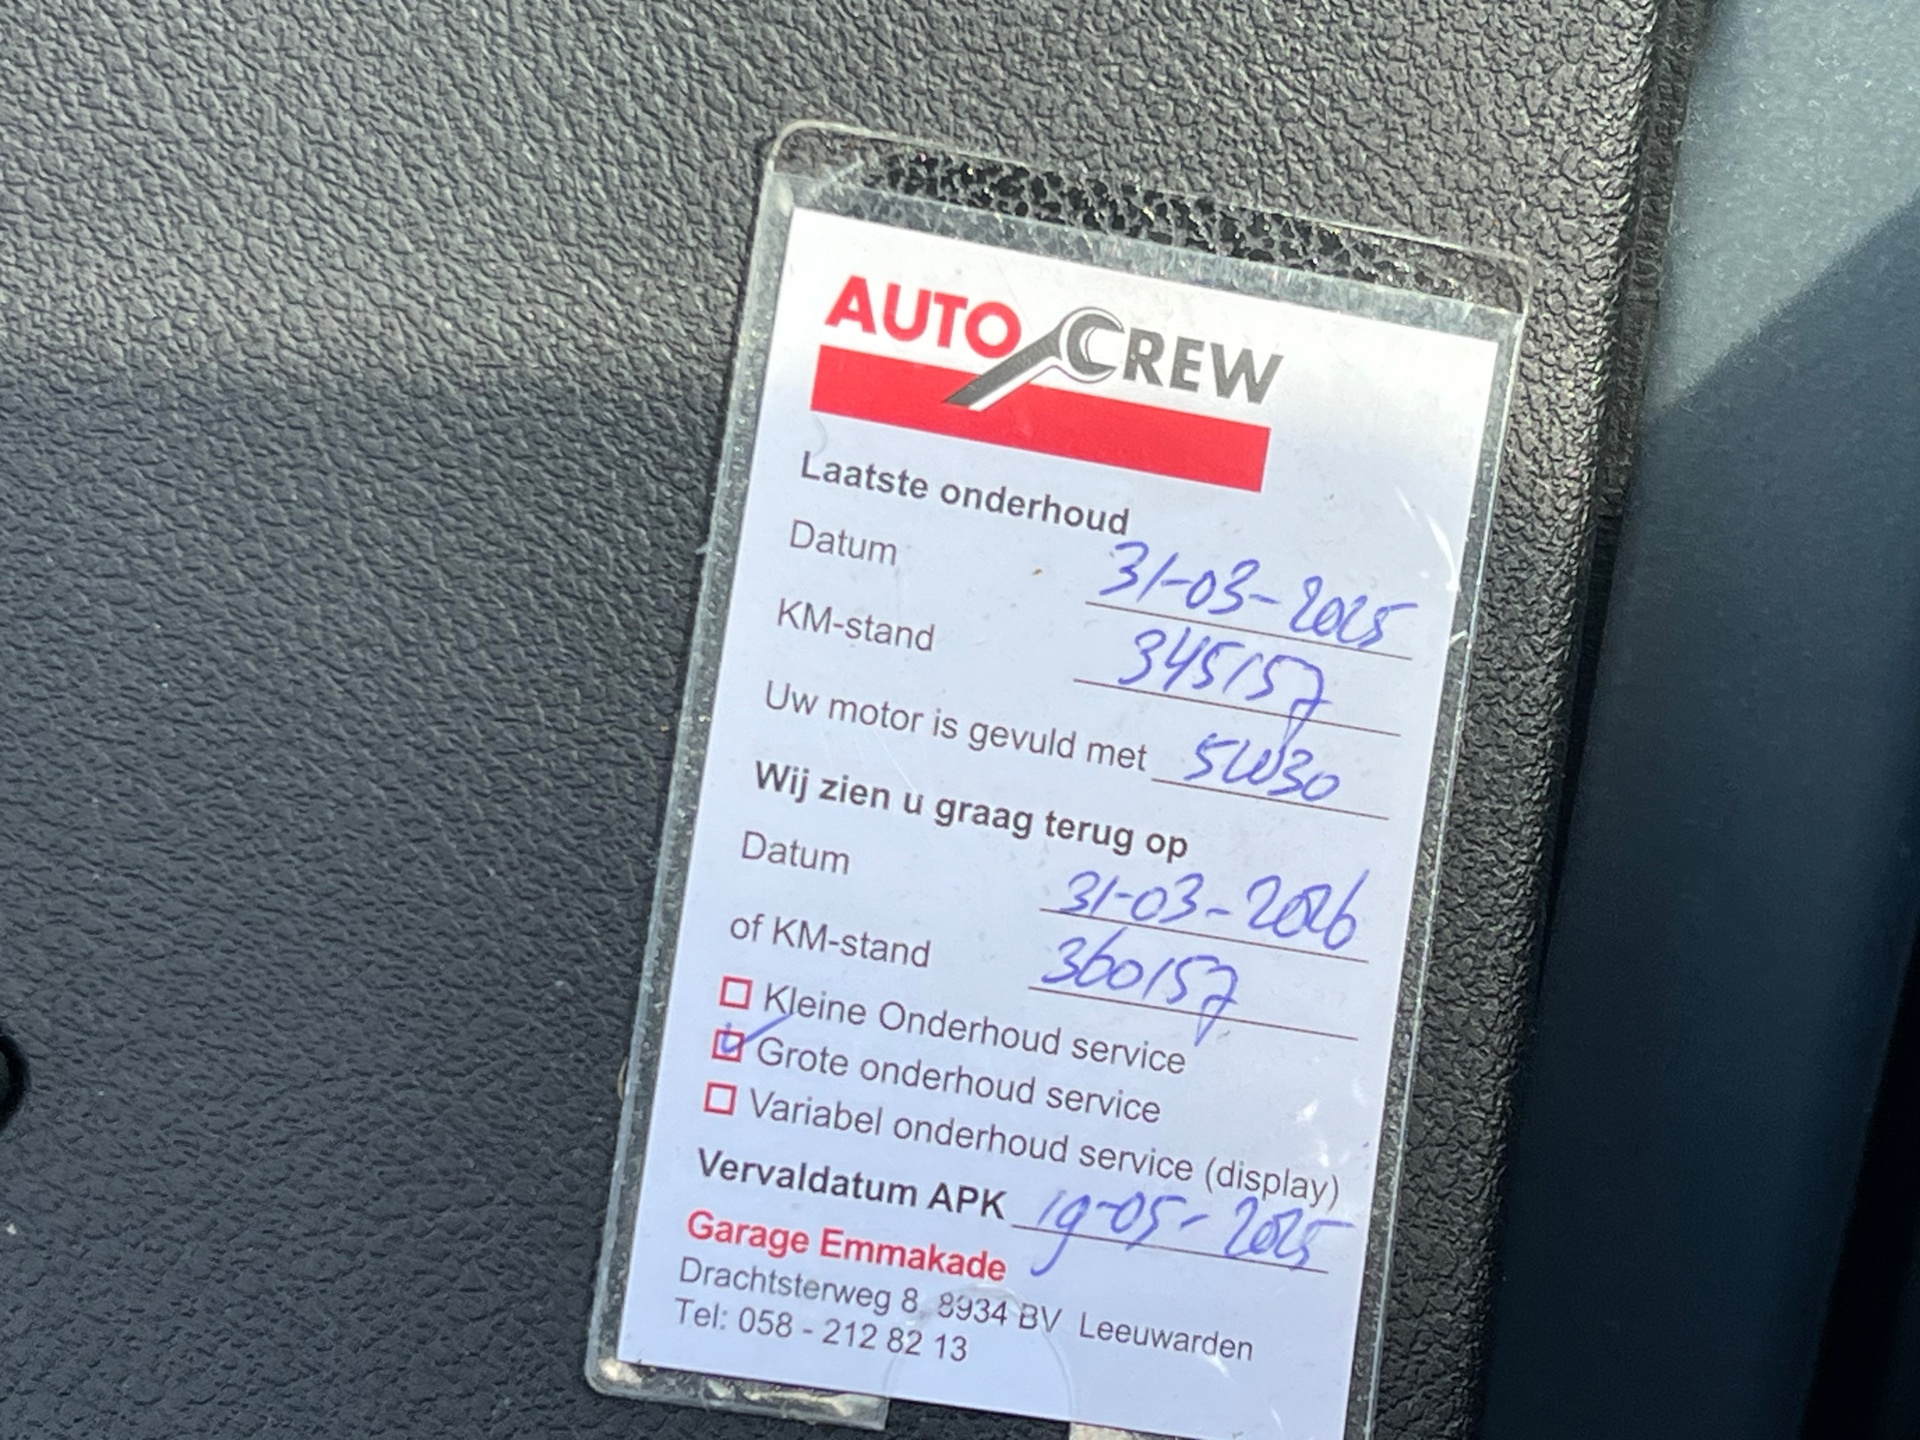 AUTO CREW
Laatste onderhoud
Datum 31-03-2025
KM-stand 345157
Uw motor is gevuld met 5W30
Wij zien u graag terug op
Datum 31-03-2026
of KM-stand 360157
Kleine Onderhoud service
Grote onderhoud service
Variabel onderhoud service (display)
Vervaldatum APK 19-05-2025
Garage Emmakade
Drachtsterweg 8, 8934 BV Leeuwarden
Tel: 058 - 212 82 13